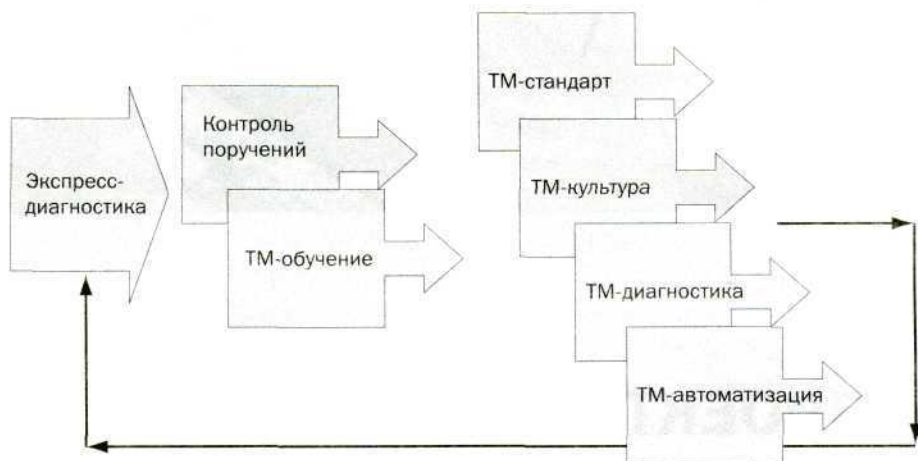 Экспресс-
диагностика
Контроль
поручений
ТМ-обучение
ТМ-стандарт
ТМ-культура
ТМ-диагностика
ТМ-автоматизация